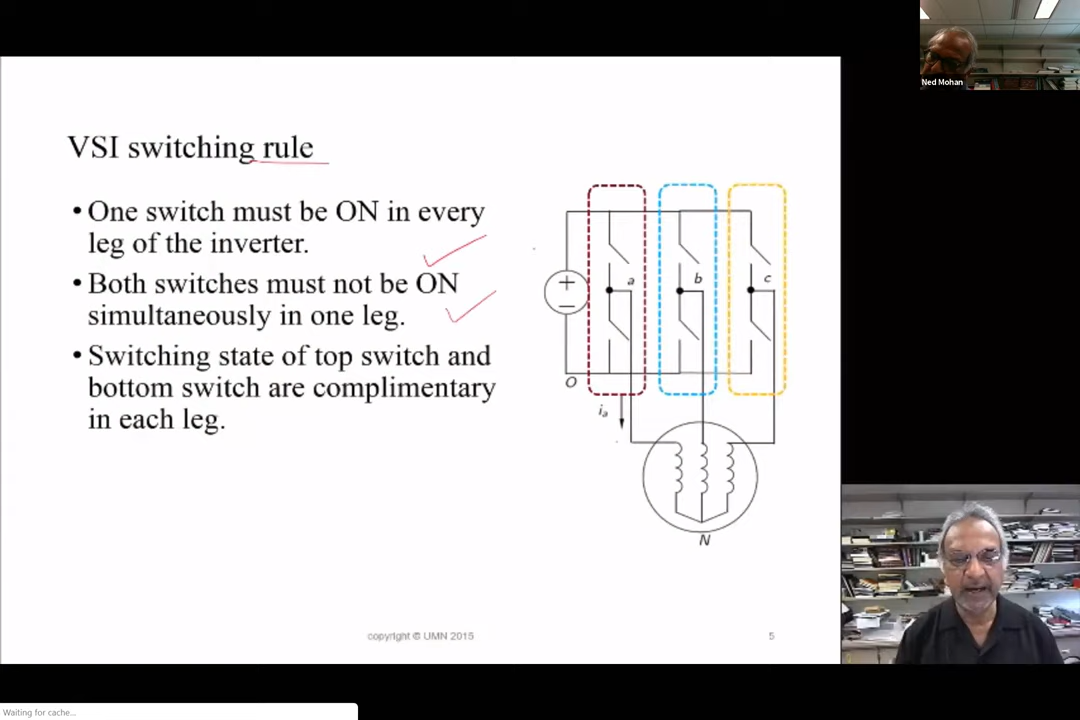 Ned Mohan
VSI switching rule
• One switch must be ON in every
leg of the inverter.
• Both switches must not be ON
simultaneously in one leg.
• Switching state of top switch and
bottom switch are complimentary
in each leg.
a
b
c
+
−
O
ia
N
copyright © UMN 2015
5
Waiting for cache...